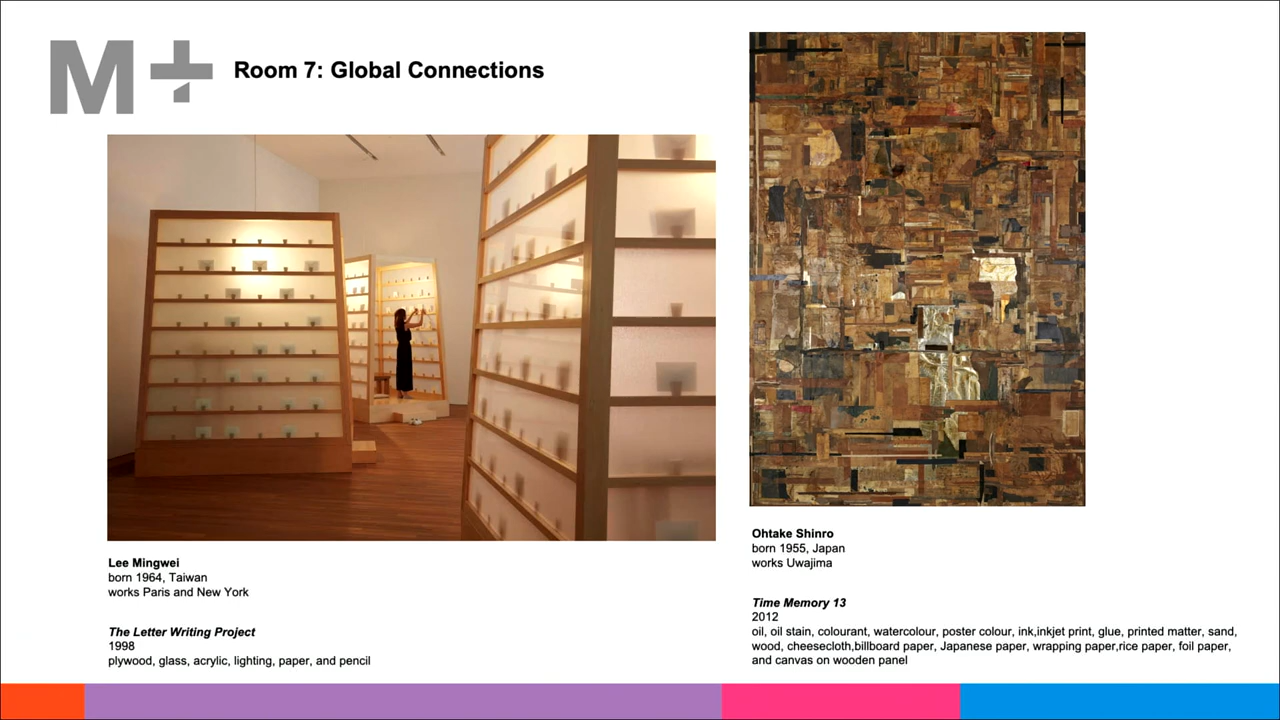 M+
Room 7: Global Connections
Lee Mingwei
born 1964, Taiwan
works Paris and New York
The Letter Writing Project
1998
plywood, glass, acrylic, lighting, paper, and pencil
Ohtake Shinro
born 1955, Japan
works Uwajima
Time Memory 13
2012
oil, oil stain, colourant, watercolour, poster colour, ink,inkjet print, glue, printed matter, sand,
wood, cheesecloth,billboard paper, Japanese paper, wrapping paper,rice paper, foil paper,
and canvas on wooden panel